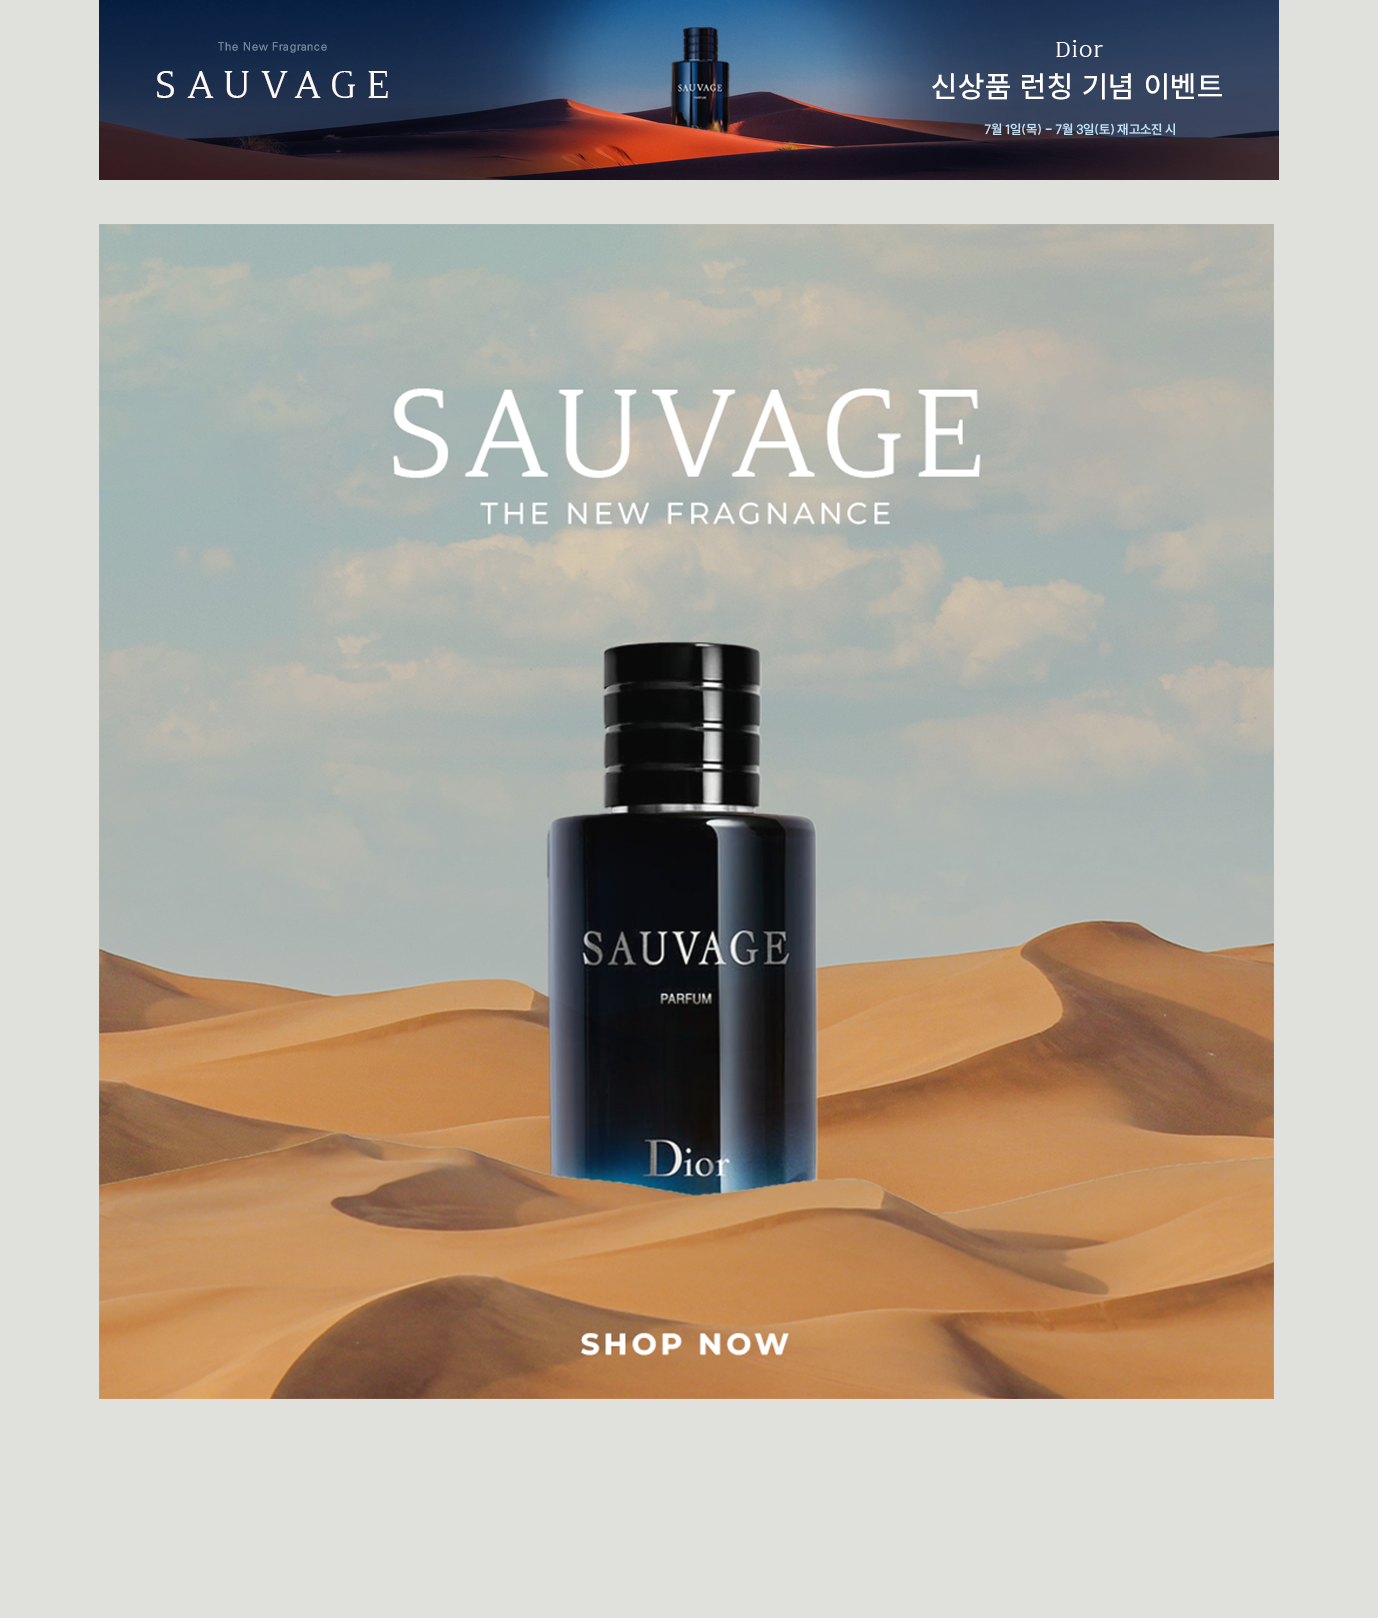 The New Fragrance
SAUVAGE
SAUVAGE
Dior
신상품 런칭 기념 이벤트
7월 1일(목) - 7월 3일(토) 재고소진 시
SAUVAGE
THE NEW FRAGNANCE
SAUVAGE
PARFUM
Dior
SHOP NOW